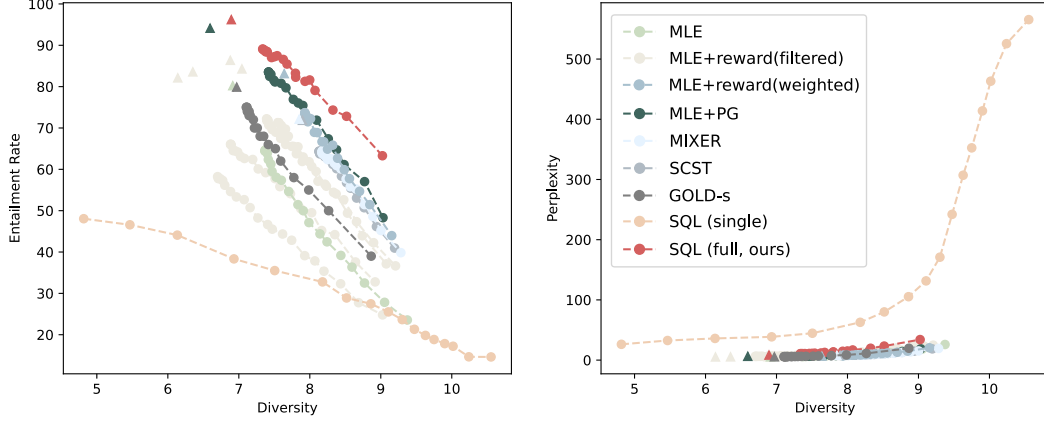 100
90
80
70
60
50
40
30
20
Entailment Rate
5
6
7
8
9
10
Diversity
500
400
300
200
100
0
Perplexity
5
6
7
8
9
10
Diversity
MLE
MLE+reward(filtered)
MLE+reward(weighted)
MLE+PG
MIXER
SCST
GOLD-s
SQL (single)
SQL (full, ours)